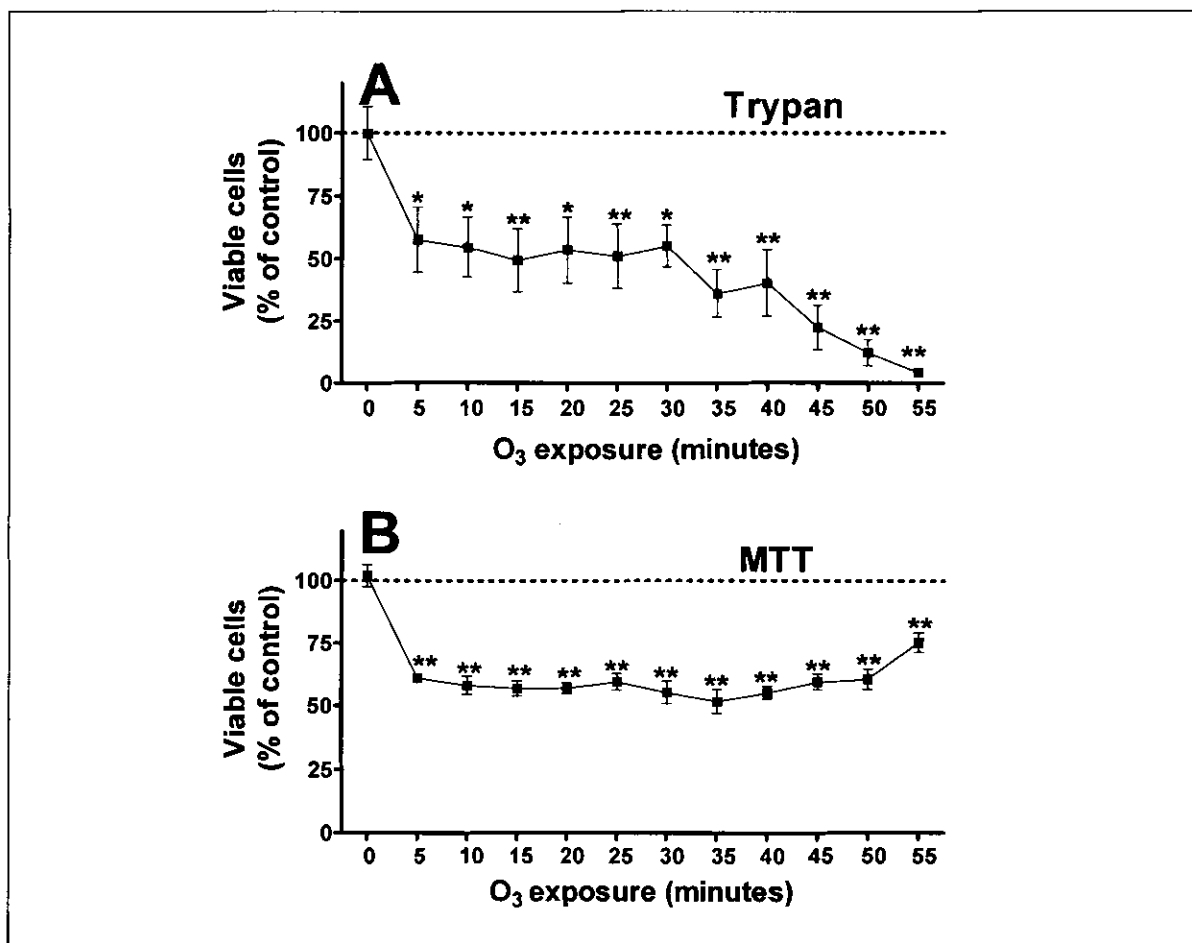 A
Trypan
Viable cells
(% of control)
100
75
50
25
0
* * ** * ** * ** ** ** ** **
0 5 10 15 20 25 30 35 40 45 50 55
O₃ exposure (minutes)
B
MTT
Viable cells
(% of control)
100
75
50
25
0
** ** ** ** ** ** ** ** ** ** **
0 5 10 15 20 25 30 35 40 45 50 55
O₃ exposure (minutes)